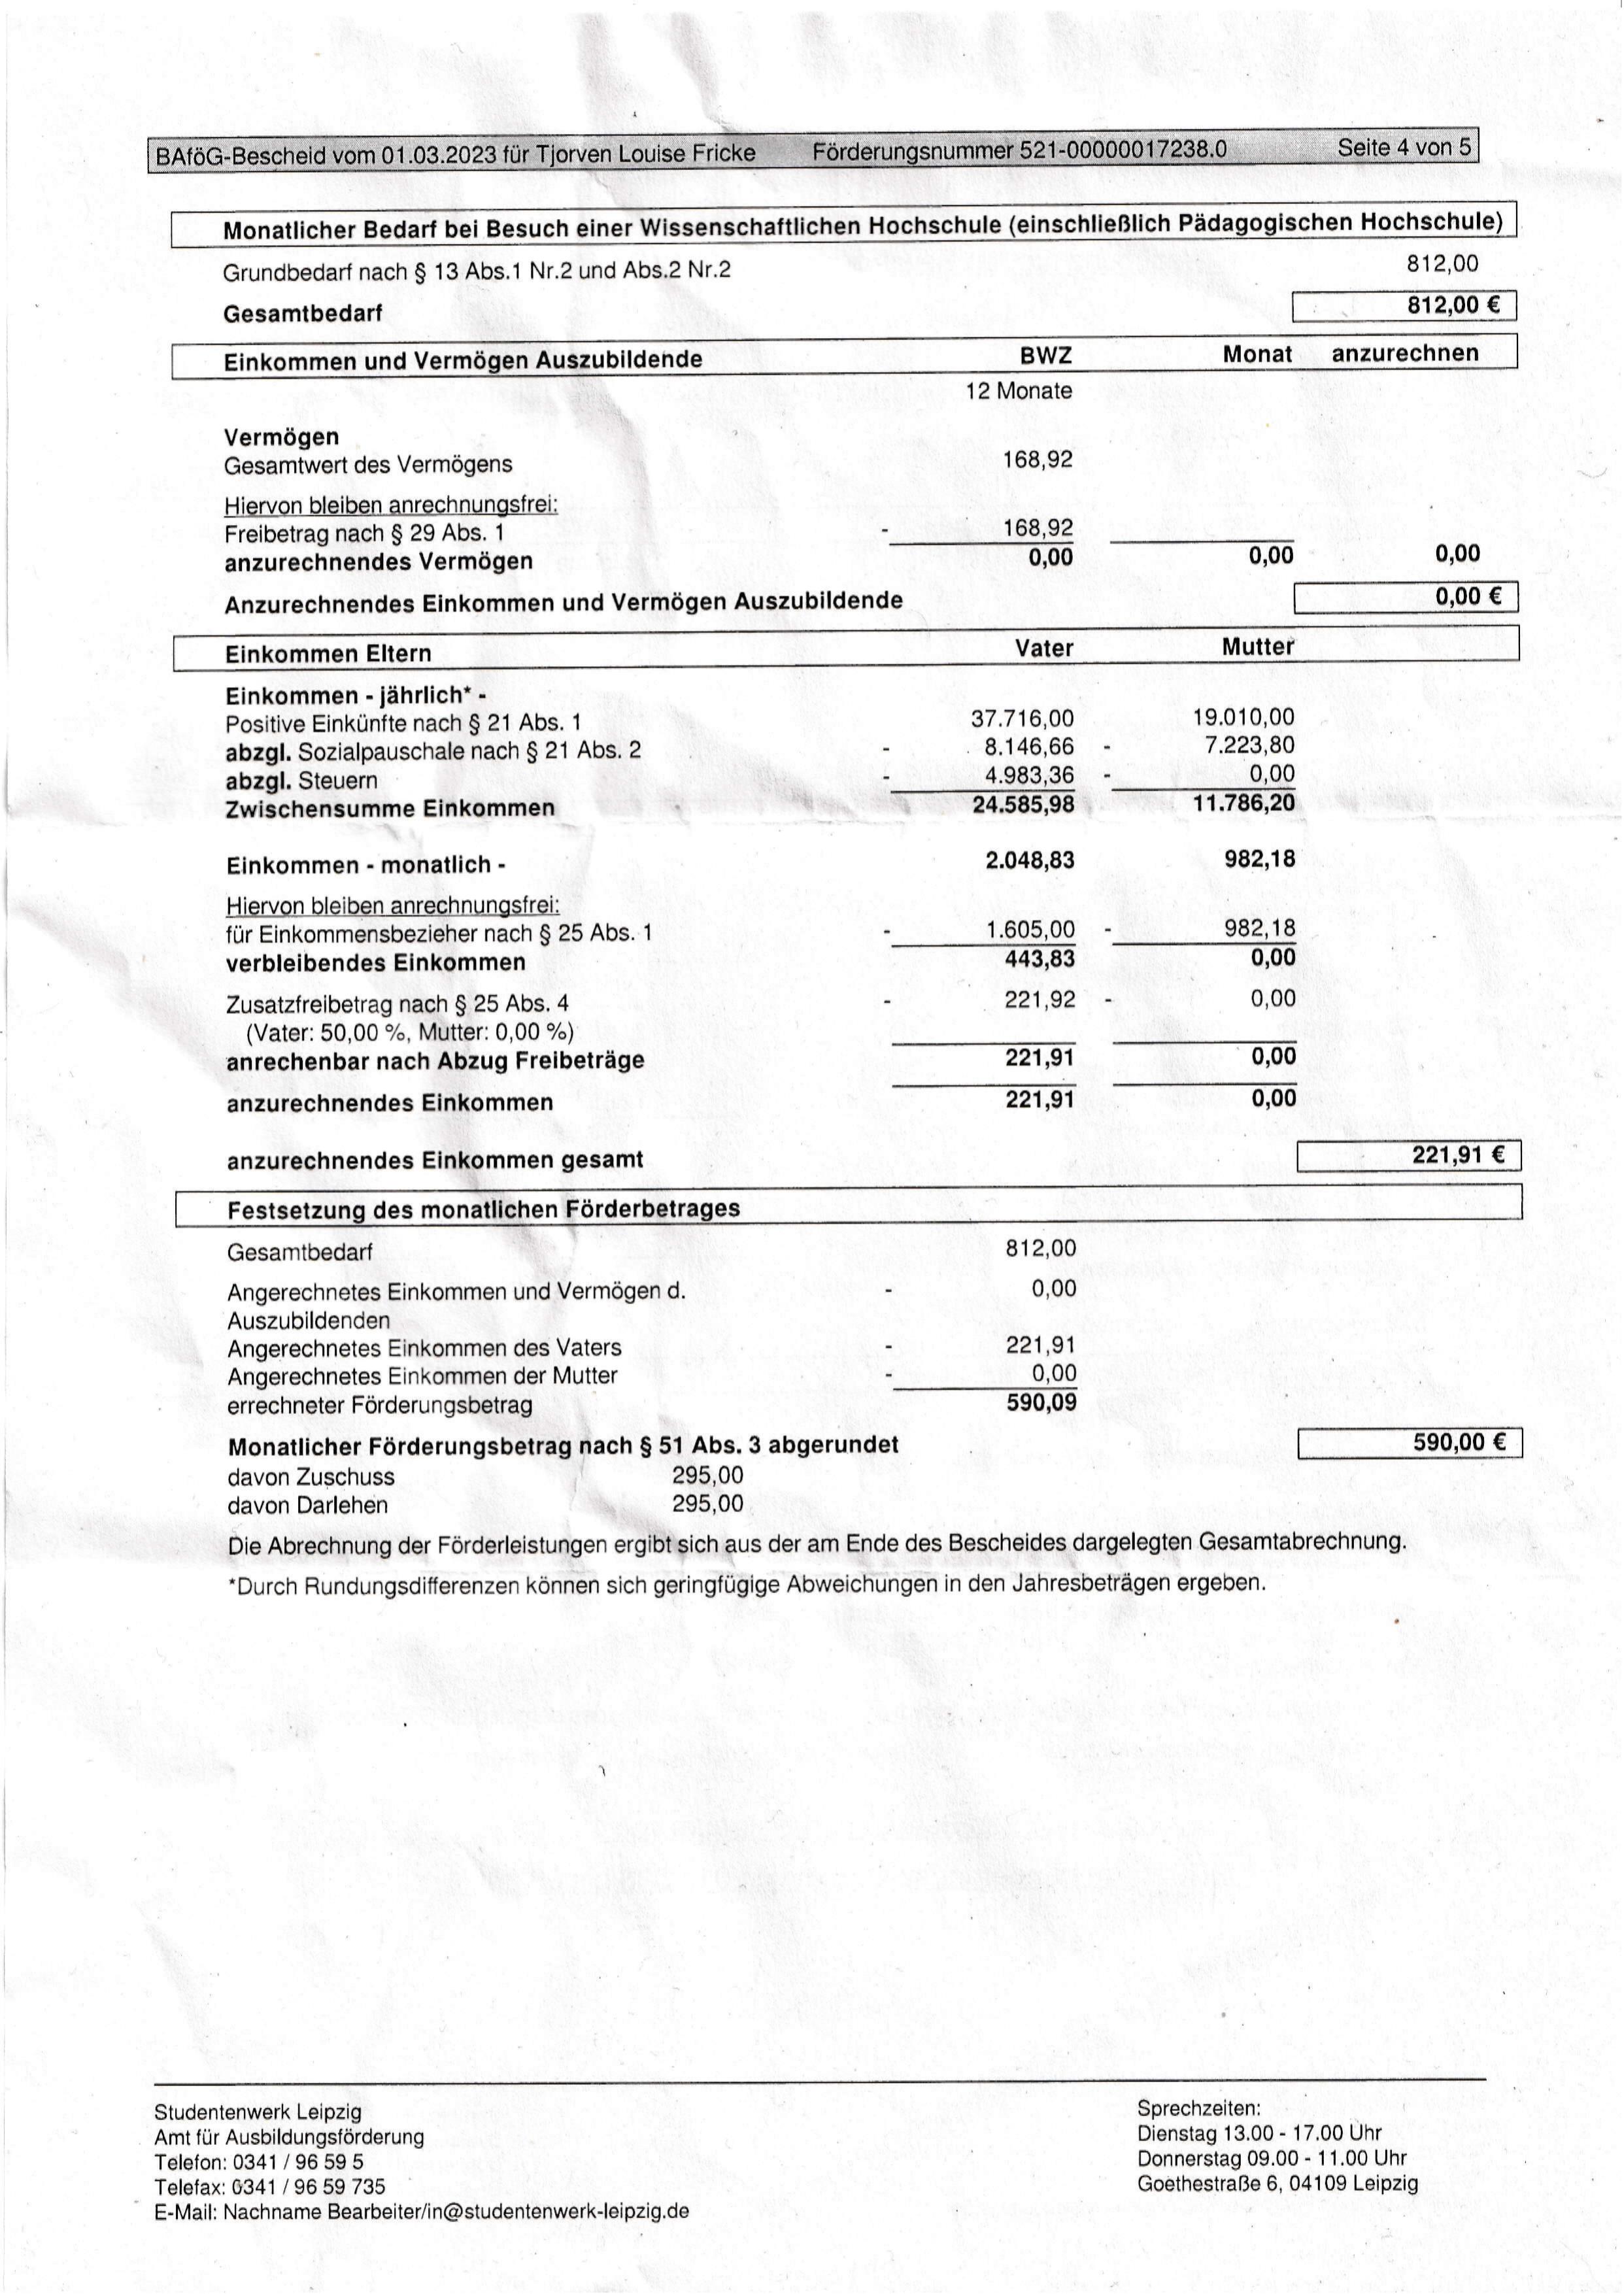 BAföG-Bescheid vom 01.03.2023 für Tjorven Louise Fricke Förderungsnummer 521-00000017238.0 Seite 4 von 5
Monatlicher Bedarf bei Besuch einer Wissenschaftlichen Hochschule (einschließlich Pädagogischen Hochschule)
Grundbedarf nach § 13 Abs.1 Nr.2 und Abs.2 Nr.2 812,00
Gesamtbedarf 812,00 €
Einkommen und Vermögen Auszubildende BWZ Monat anzurechnen
12 Monate
Vermögen
Gesamtwert des Vermögens 168,92
Hiervon bleiben anrechnungsfrei:
Freibetrag nach § 29 Abs. 1 - 168,92
anzurechnendes Vermögen 0,00 0,00 0,00
Anzurechnendes Einkommen und Vermögen Auszubildende 0,00 €
Einkommen Eltern Vater Mutter
Einkommen - jährlich* -
Positive Einkünfte nach § 21 Abs. 1 37.716,00 19.010,00
abzgl. Sozialpauschale nach § 21 Abs. 2 - 8.146,66 - 7.223,80
abzgl. Steuern - 4.983,36 - 0,00
Zwischensumme Einkommen 24.585,98 11.786,20
Einkommen - monatlich - 2.048,83 982,18
Hiervon bleiben anrechnungsfrei:
für Einkommensbezieher nach § 25 Abs. 1 - 1.605,00 - 982,18
verbleibendes Einkommen 443,83 0,00
Zusatzfreibetrag nach § 25 Abs. 4 - 221,92 - 0,00
(Vater: 50,00 %, Mutter: 0,00 %)
anrechenbar nach Abzug Freibeträge 221,91 0,00
anzurechnendes Einkommen 221,91 0,00
anzurechnendes Einkommen gesamt 221,91 €
Festsetzung des monatlichen Förderbetrages
Gesamtbedarf 812,00
Angerechnetes Einkommen und Vermögen d. - 0,00
Auszubildenden
Angerechnetes Einkommen des Vaters - 221,91
Angerechnetes Einkommen der Mutter - 0,00
errechneter Förderungsbetrag 590,09
Monatlicher Förderungsbetrag nach § 51 Abs. 3 abgerundet 590,00 €
davon Zuschuss 295,00
davon Darlehen 295,00
Die Abrechnung der Förderleistungen ergibt sich aus der am Ende des Bescheides dargelegten Gesamtabrechnung.
*Durch Rundungsdifferenzen können sich geringfügige Abweichungen in den Jahresbeträgen ergeben.
Studentenwerk Leipzig
Amt für Ausbildungsförderung
Telefon: 0341 / 96 59 5
Telefax: 0341 / 96 59 735
E-Mail: Nachname Bearbeiter/in@studentenwerk-leipzig.de
Sprechzeiten:
Dienstag 13.00 - 17.00 Uhr
Donnerstag 09.00 - 11.00 Uhr
Goethestraße 6, 04109 Leipzig